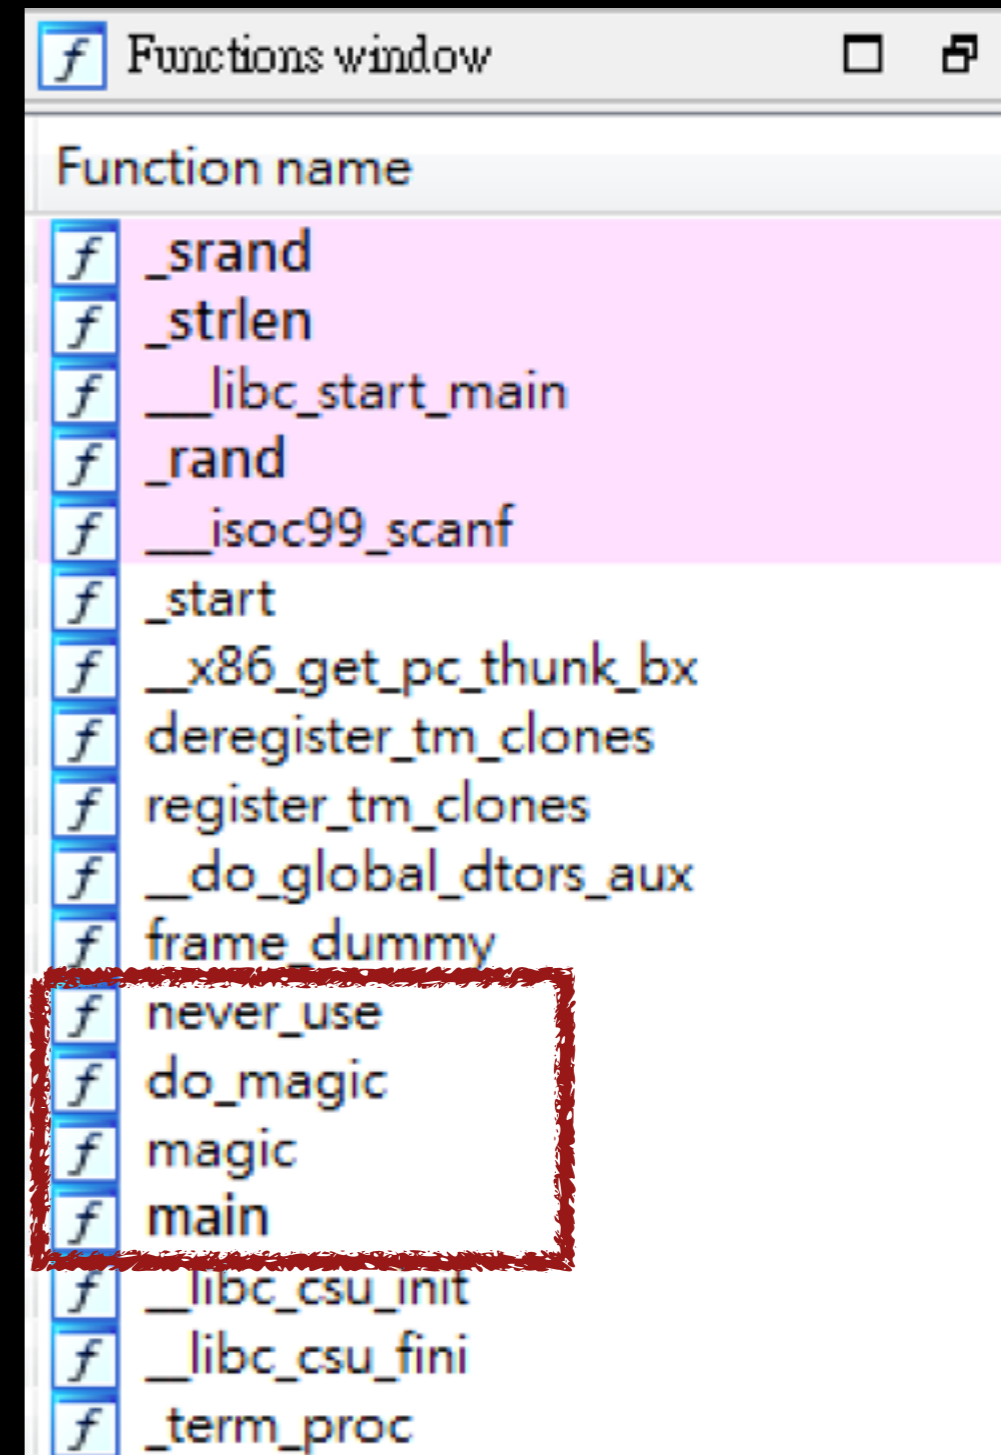 Functions window
Function name
_srand
_strlen
___libc_start_main
_rand
___isoc99_scanf
_start
__x86_get_pc_thunk_bx
deregister_tm_clones
register_tm_clones
__do_global_dtors_aux
frame_dummy
never_use
do_magic
magic
main
__libc_csu_init
__libc_csu_fini
_term_proc